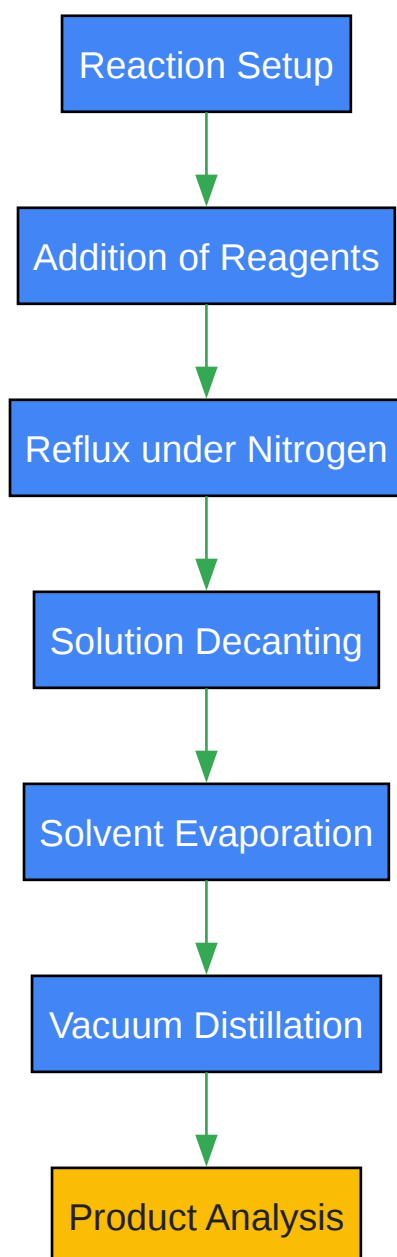 Reaction Setup
Addition of Reagents
Reflux under Nitrogen
Solution Decanting
Solvent Evaporation
Vacuum Distillation
Product Analysis